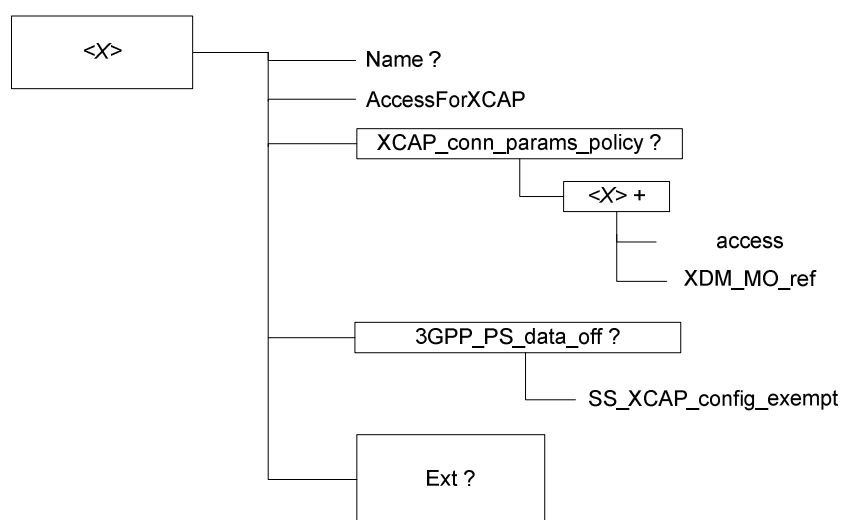 <X>
Name ?
AccessForXCAP
XCAP_conn_params_policy ?
<X> +
access
XDM_MO_ref
3GPP_PS_data_off ?
SS_XCAP_config_exempt
Ext ?